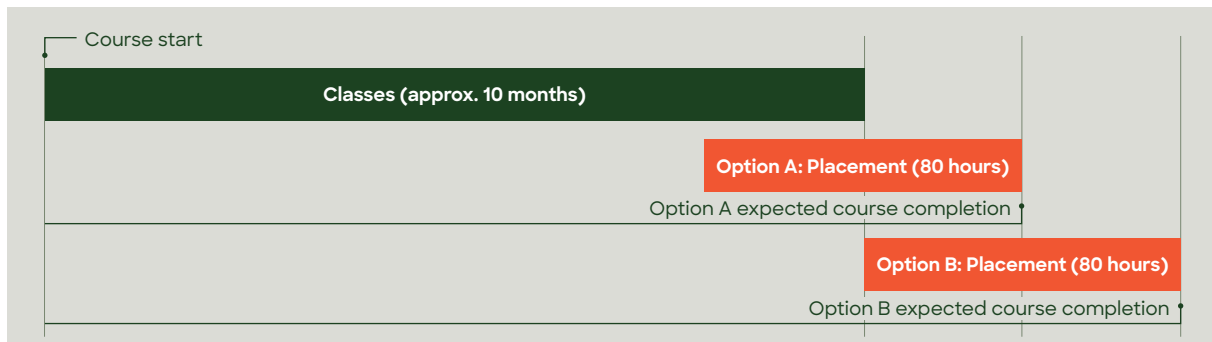 Course start
Classes (approx. 10 months)
Option A: Placement (80 hours)
Option A expected course completion
Option B: Placement (80 hours)
Option B expected course completion